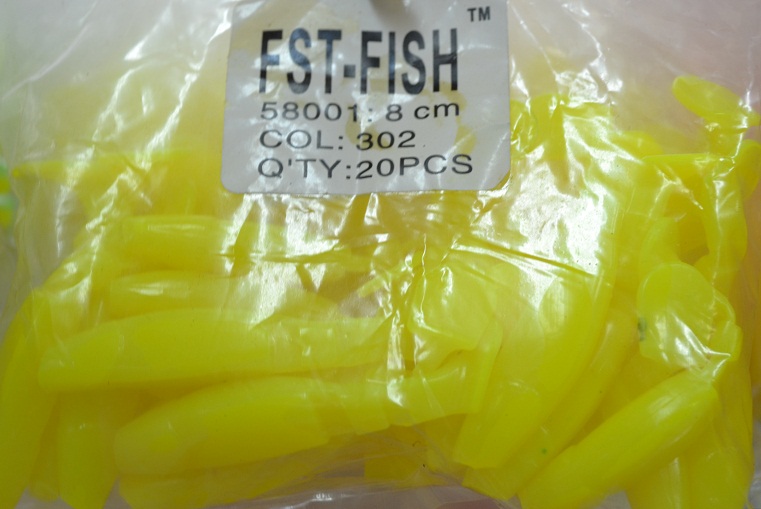 FST-FISH™
58001: 8 cm
COL: 302
Q'TY:20PCS